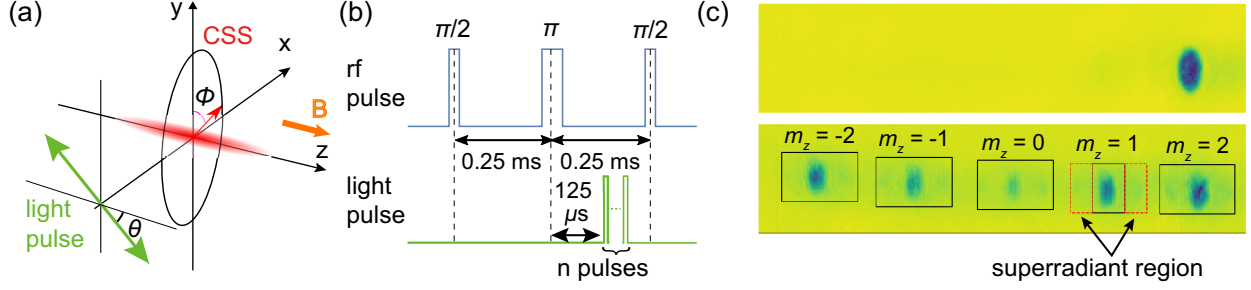 (a)
y
CSS
x
Φ
B
z
light
pulse
θ
(b)
π/2
π
π/2
rf
pulse
0.25 ms
0.25 ms
light
pulse
125
μs
n pulses
(c)
m_z = -2
m_z = -1
m_z = 0
m_z = 1
m_z = 2
superradiant region